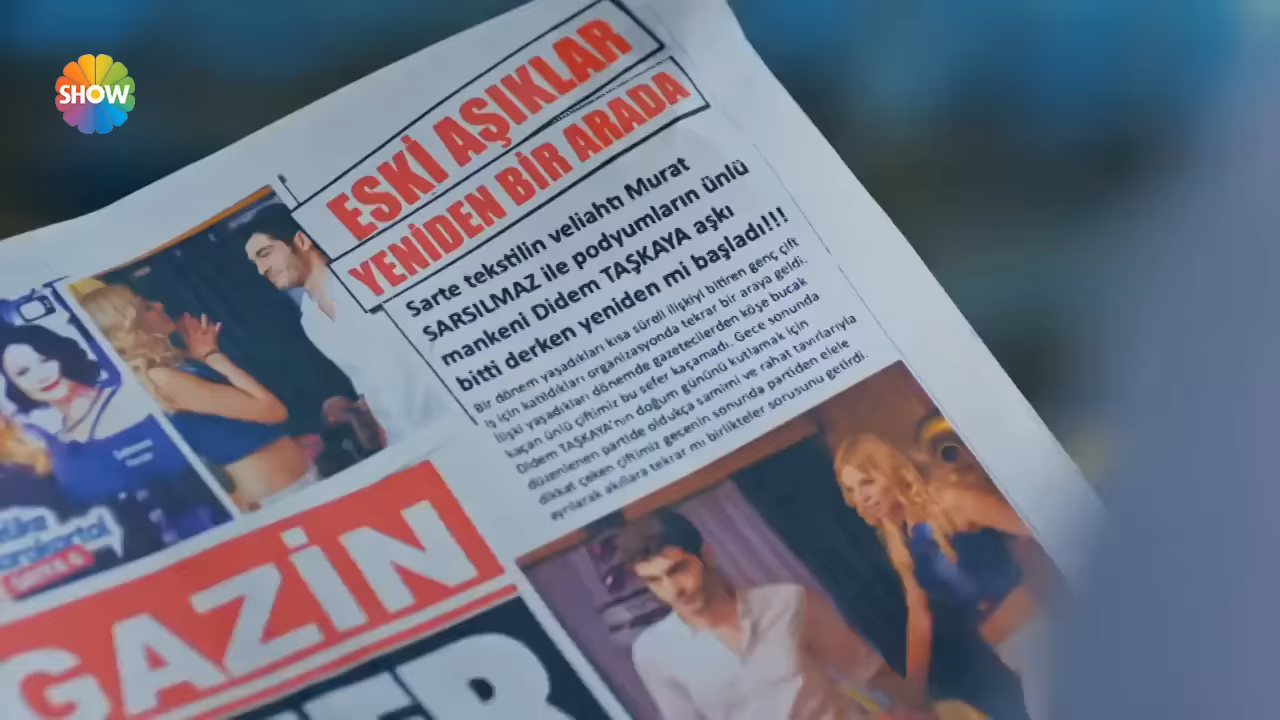 SHOW
ESKİ AŞIKLAR
YENİDEN BİR ARADA
Sarte tekstilin veliahtı Murat
SARSILMAZ ile podyumların ünlü
mankeni Didem TAŞKAYA aşkı
bitti derken yeniden mi başladı!!!
Bir dönem yaşadıkları kısa süreli ilişkiyi bitiren genç çift
iş için katıldıkları organizasyonda tekrar bir araya geldi.
İlişki yaşadıkları dönemde gazetecilerden köşe bucak
kaçan ünlü çiftimiz bu sefer kaçamadı. Gece sonunda
Didem TAŞKAYA'nın doğum gününü kutlamak için
düzenlenen partide oldukça samimi ve rahat tavırlarıyla
dikkat çeken çiftimiz gecenin sonunda partiden elele
ayrılarak akıllara tekrar mı birlikteler sorusunu getirdi.
GAZİN